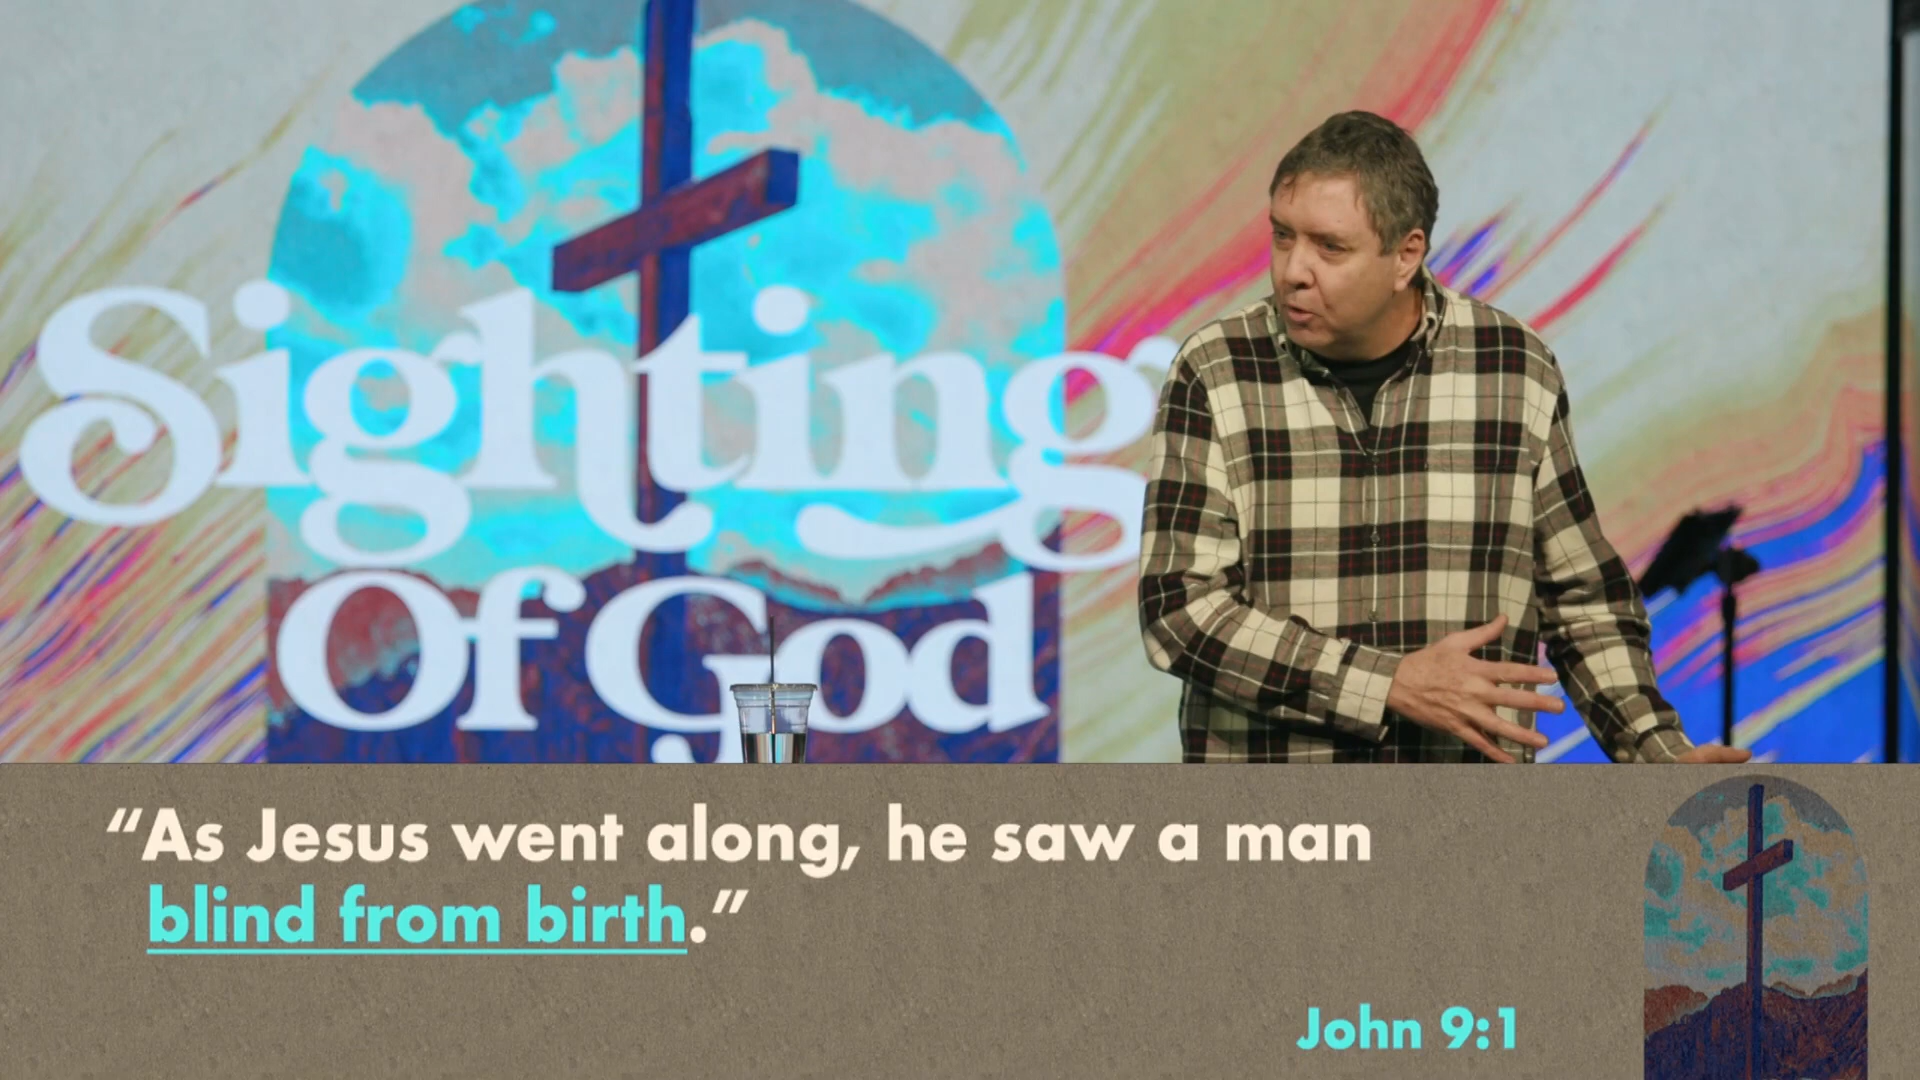 Sighting
Of God
“As Jesus went along, he saw a man
blind from birth.”
John 9:1